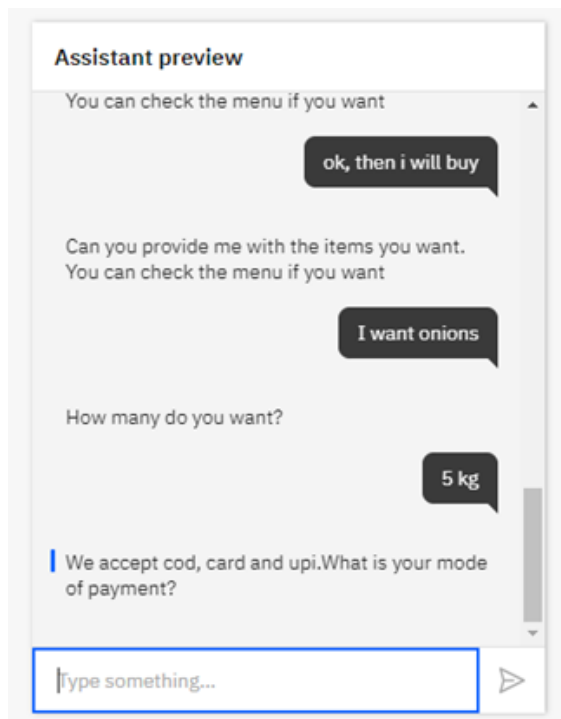 Assistant preview
You can check the menu if you want
ok, then i will buy
Can you provide me with the items you want.
You can check the menu if you want
I want onions
How many do you want?
5 kg
We accept cod, card and upi.What is your mode
of payment?
Type something...